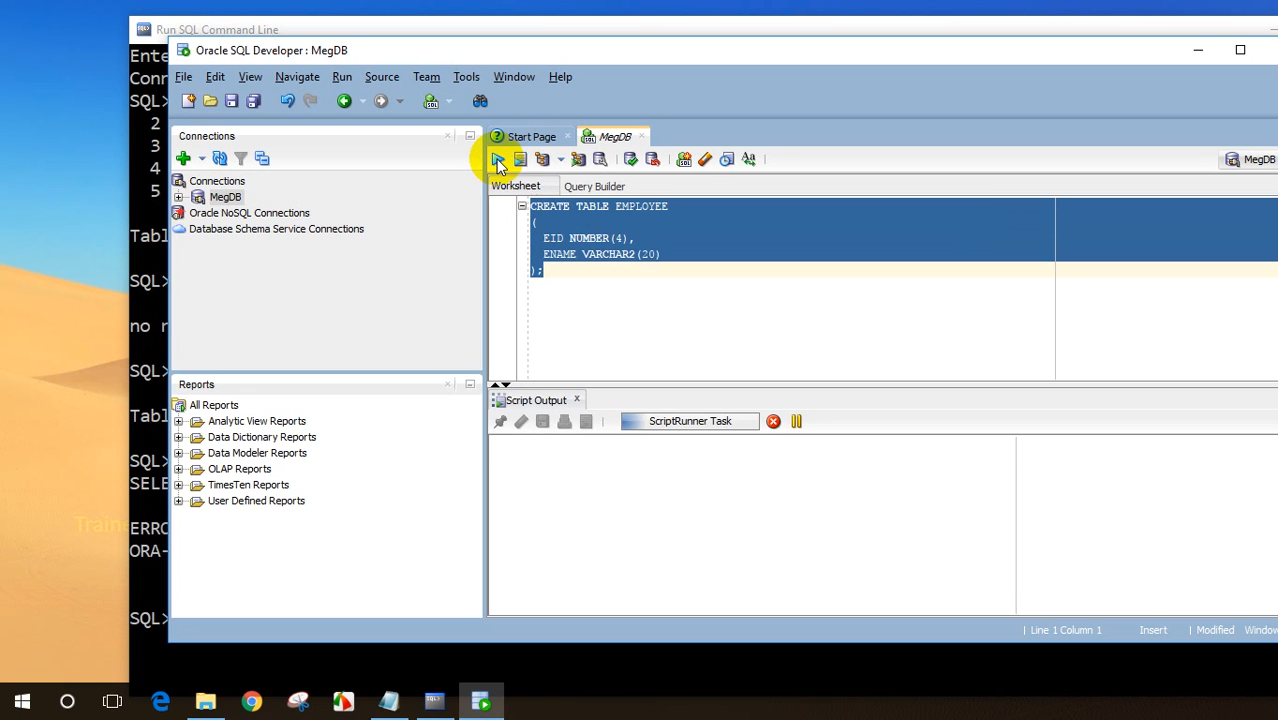 Run SQL Command Line
Ente
Conn
SQL>
2
3
4
5
Tabl
SQL>
no r
SQL>
Tabl
SQL>
SELE
ERRO
ORA-
SQL>
Traine
Oracle SQL Developer : MegDB
File Edit View Navigate Run Source Team Tools Window Help
Connections
Connections
MegDB
Oracle NoSQL Connections
Database Schema Service Connections
Reports
All Reports
Analytic View Reports
Data Dictionary Reports
Data Modeler Reports
OLAP Reports
TimesTen Reports
User Defined Reports
Start Page MegDB
MegDB
Worksheet Query Builder
CREATE TABLE EMPLOYEE
(
EID NUMBER(4),
ENAME VARCHAR2(20)
);
Script Output
ScriptRunner Task
Line 1 Column 1 Insert Modified Window